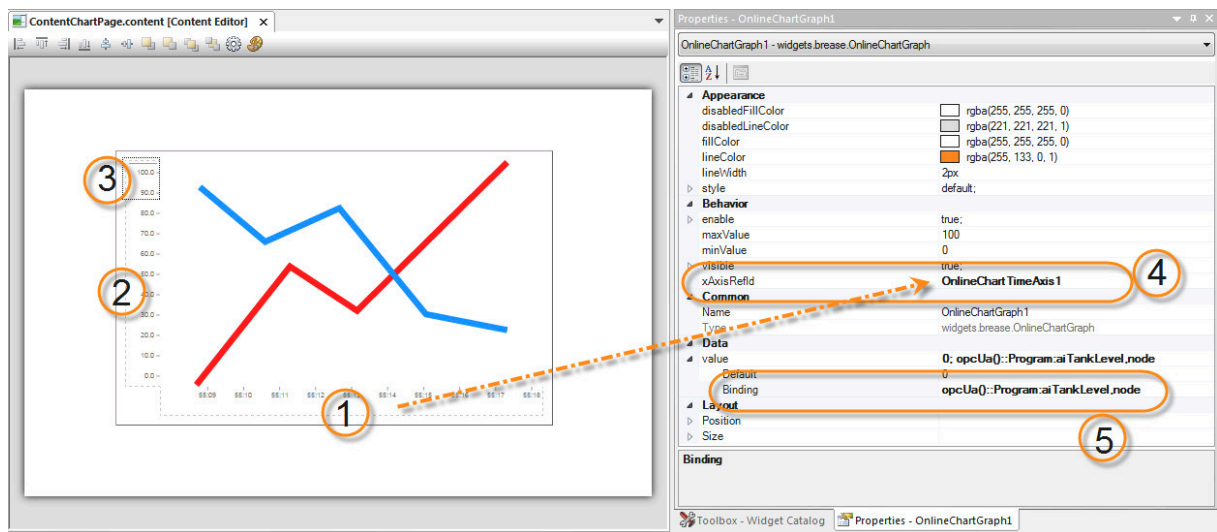 ContentChartPage.content [Content Editor] ×
100.0
90.0
80.0
70.0
60.0
50.0
40.0
30.0
20.0
10.0
0.0
55:09 55:10 55:11 55:12 55:13 55:14 55:15 55:16 55:17 55:18
3
2
1
Properties - OnlineChartGraph1
OnlineChartGraph1 - widgets.brease.OnlineChartGraph
Appearance
disabledFillColor rgba(255, 255, 255, 0)
disabledLineColor rgba(221, 221, 221, 1)
fillColor rgba(255, 255, 255, 0)
lineColor rgba(255, 133, 0, 1)
lineWidth 2px
style default;
Behavior
enable true;
maxValue 100
minValue 0
visible true;
xAxisRefId OnlineChartTimeAxis1
4
Common
Name OnlineChartGraph1
Type widgets.brease.OnlineChartGraph
Data
value 0; opcUa()::Program:aiTankLevel,node
Default 0
Binding opcUa()::Program:aiTankLevel,node
Layout
Position
5
Size
Binding
Toolbox - Widget Catalog Properties - OnlineChartGraph1